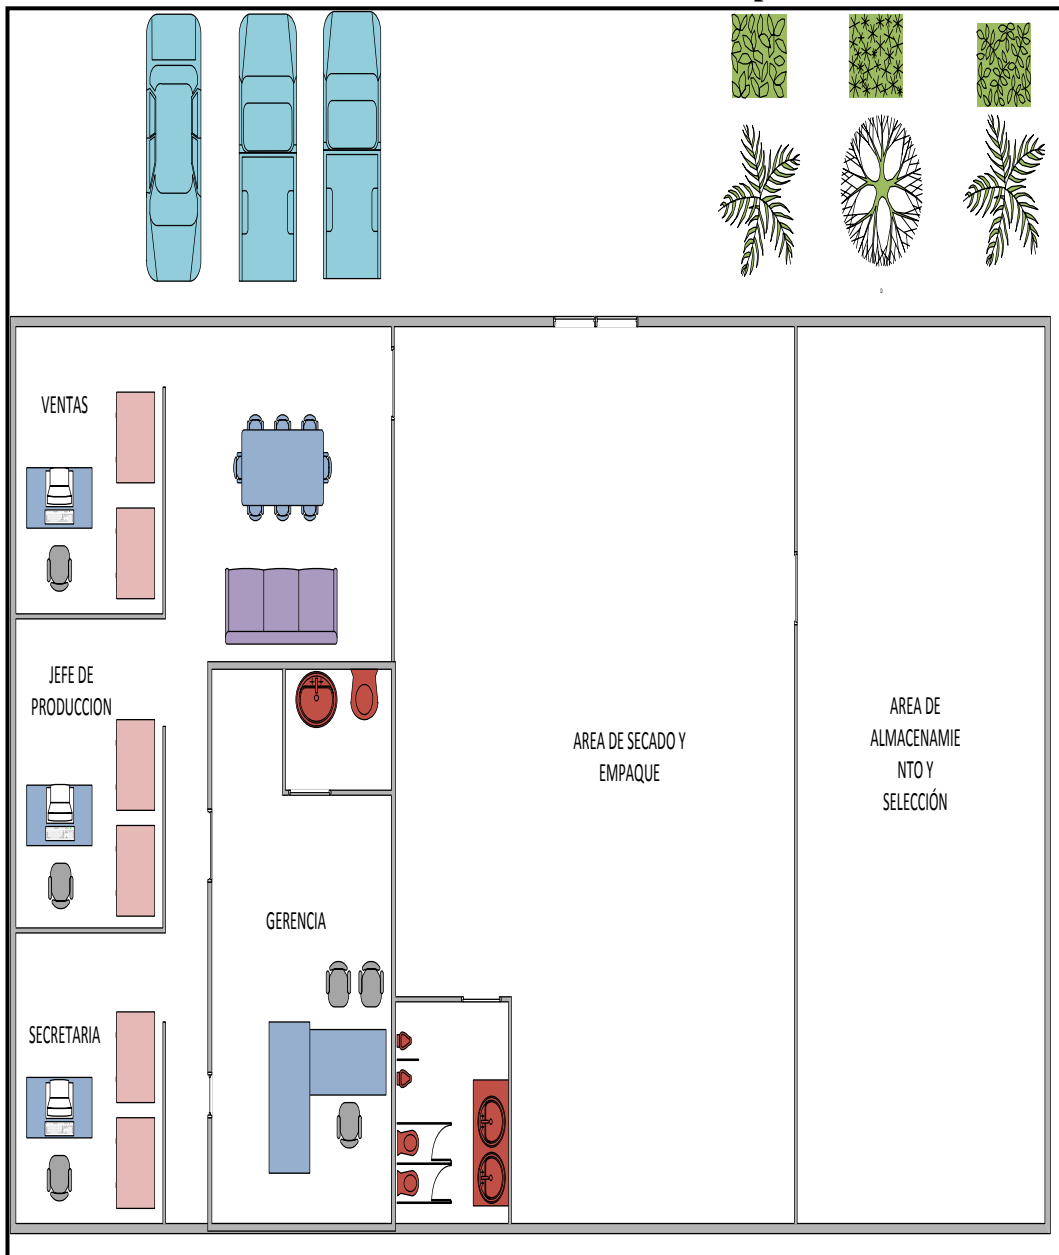 VENTAS
JEFE DE
PRODUCCION
SECRETARIA
GERENCIA
AREA DE SECADO Y
EMPAQUE
AREA DE
ALMACENAMIE
NTO Y
SELECCIÓN